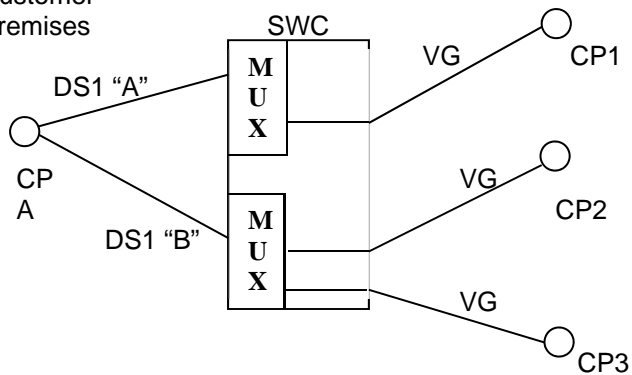 ustomer
remises
SWC
VG
CP1
DS1 "A"
M
U
X
CP
A
VG
CP2
DS1 "B"
M
U
X
VG
CP3